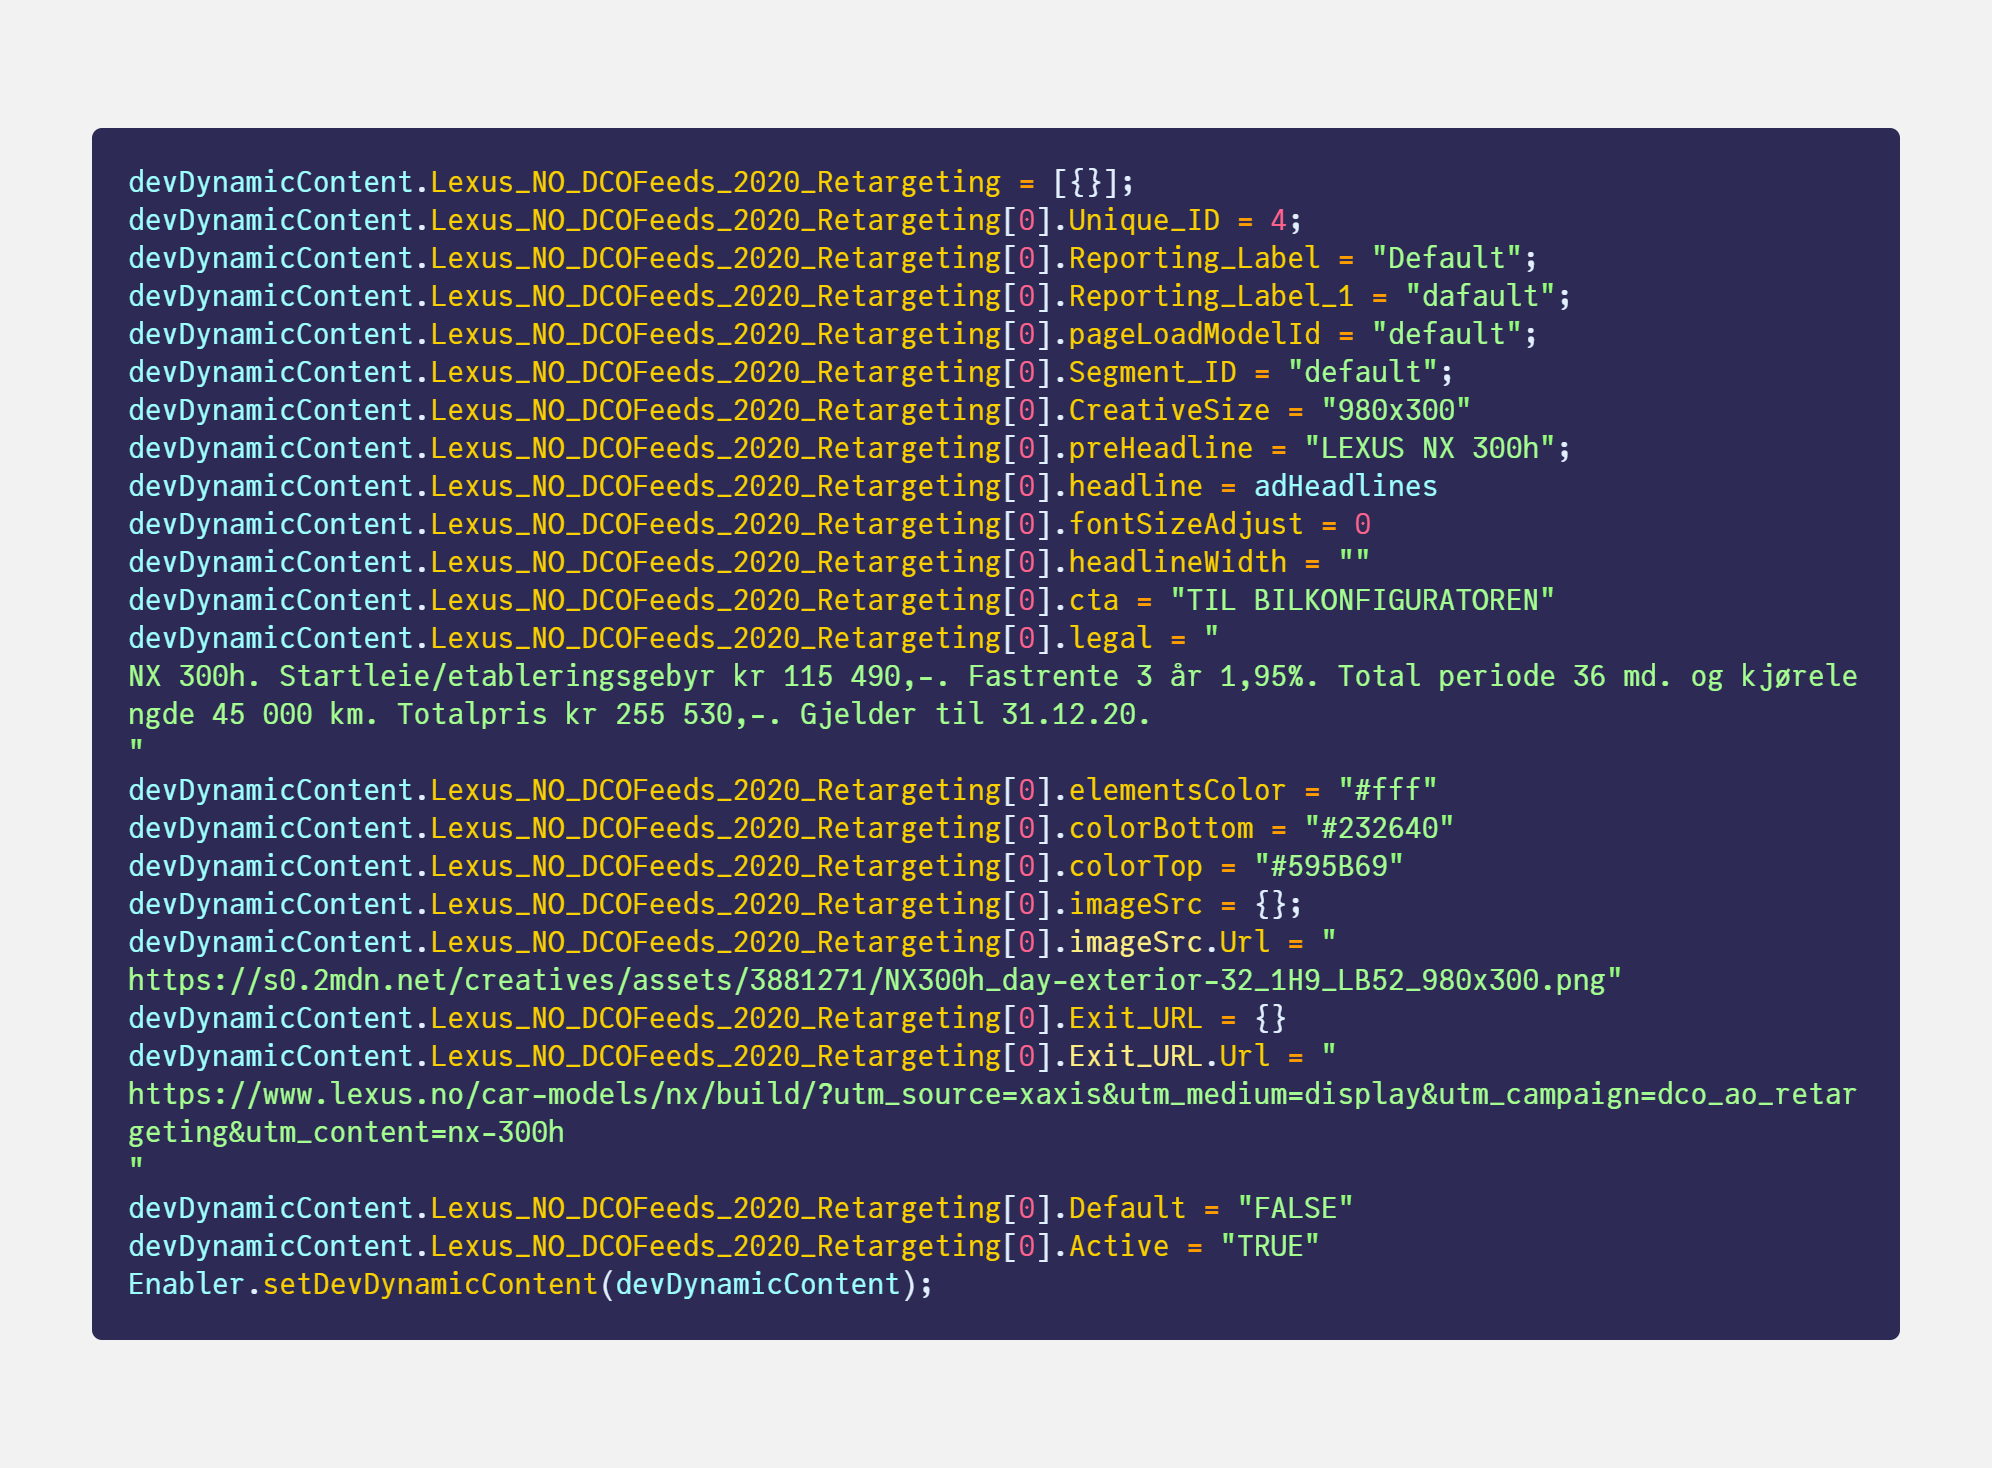 devDynamicContent.Lexus_NO_DCOFeeds_2020_Retargeting = [{}];
devDynamicContent.Lexus_NO_DCOFeeds_2020_Retargeting[0].Unique_ID = 4;
devDynamicContent.Lexus_NO_DCOFeeds_2020_Retargeting[0].Reporting_Label = "Default";
devDynamicContent.Lexus_NO_DCOFeeds_2020_Retargeting[0].Reporting_Label_1 = "dafault";
devDynamicContent.Lexus_NO_DCOFeeds_2020_Retargeting[0].pageLoadModelId = "default";
devDynamicContent.Lexus_NO_DCOFeeds_2020_Retargeting[0].Segment_ID = "default";
devDynamicContent.Lexus_NO_DCOFeeds_2020_Retargeting[0].CreativeSize = "980x300"
devDynamicContent.Lexus_NO_DCOFeeds_2020_Retargeting[0].preHeadline = "LEXUS NX 300h";
devDynamicContent.Lexus_NO_DCOFeeds_2020_Retargeting[0].headline = adHeadlines
devDynamicContent.Lexus_NO_DCOFeeds_2020_Retargeting[0].fontSizeAdjust = 0
devDynamicContent.Lexus_NO_DCOFeeds_2020_Retargeting[0].headlineWidth = ""
devDynamicContent.Lexus_NO_DCOFeeds_2020_Retargeting[0].cta = "TIL BILKONFIGURATOREN"
devDynamicContent.Lexus_NO_DCOFeeds_2020_Retargeting[0].legal = "
NX 300h. Startleie/etableringsgebyr kr 115 490,-. Fastrente 3 år 1,95%. Total periode 36 md. og kjørele
ngde 45 000 km. Totalpris kr 255 530,-. Gjelder til 31.12.20.
"
devDynamicContent.Lexus_NO_DCOFeeds_2020_Retargeting[0].elementsColor = "#fff"
devDynamicContent.Lexus_NO_DCOFeeds_2020_Retargeting[0].colorBottom = "#232640"
devDynamicContent.Lexus_NO_DCOFeeds_2020_Retargeting[0].colorTop = "#595B69"
devDynamicContent.Lexus_NO_DCOFeeds_2020_Retargeting[0].imageSrc = {};
devDynamicContent.Lexus_NO_DCOFeeds_2020_Retargeting[0].imageSrc.Url = "
https://s0.2mdn.net/creatives/assets/3881271/NX300h_day-exterior-32_1H9_LB52_980x300.png"
devDynamicContent.Lexus_NO_DCOFeeds_2020_Retargeting[0].Exit_URL = {}
devDynamicContent.Lexus_NO_DCOFeeds_2020_Retargeting[0].Exit_URL.Url = "
https://www.lexus.no/car-models/nx/build/?utm_source=xaxis&utm_medium=display&utm_campaign=dco_ao_retar
geting&utm_content=nx-300h
"
devDynamicContent.Lexus_NO_DCOFeeds_2020_Retargeting[0].Default = "FALSE"
devDynamicContent.Lexus_NO_DCOFeeds_2020_Retargeting[0].Active = "TRUE"
Enabler.setDevDynamicContent(devDynamicContent);